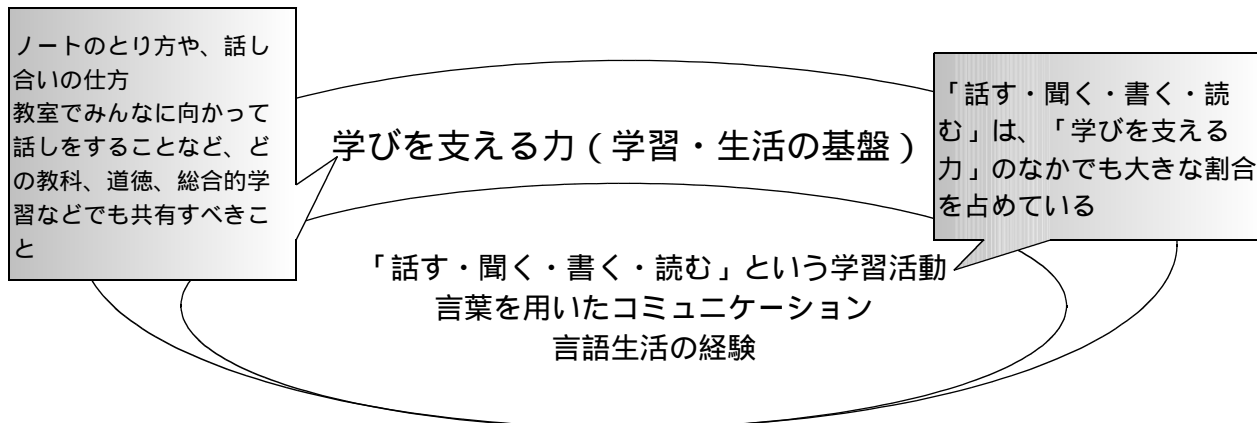 ノートのとり方や、話し
合いの仕方
教室でみんなに向かって
話しをすることなど、ど
の教科、道徳、総合的学
習などでも共有すべきこ
と
学びを支える力（学習・生活の基盤）
「話す・聞く・書く・読
む」は、「学びを支える
力」のなかでも大きな割合
を占めている
「話す・聞く・書く・読む」という学習活動
言葉を用いたコミュニケーション
言語生活の経験